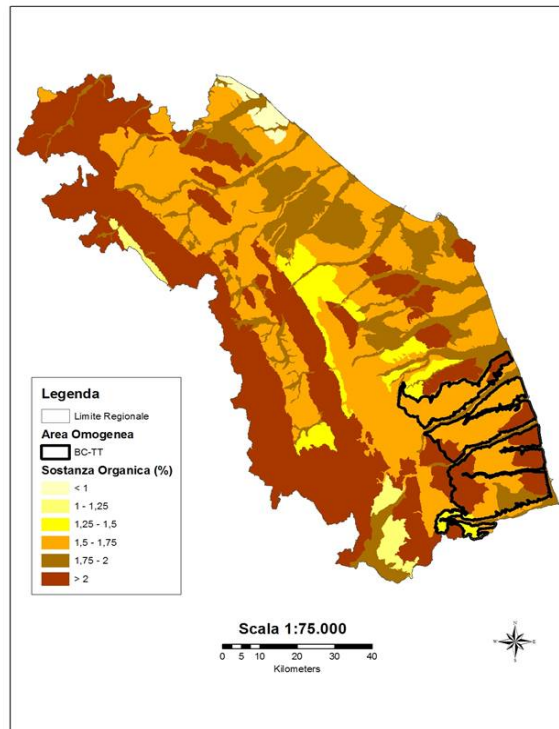 Legenda
Limite Regionale
Area Omogenea
BC-TT
Sostanza Organica (%)
< 1
1 - 1,25
1,25 - 1,5
1,5 - 1,75
1,75 - 2
> 2
Scala 1:75.000
0 5 10 20 30 40
Kilometers